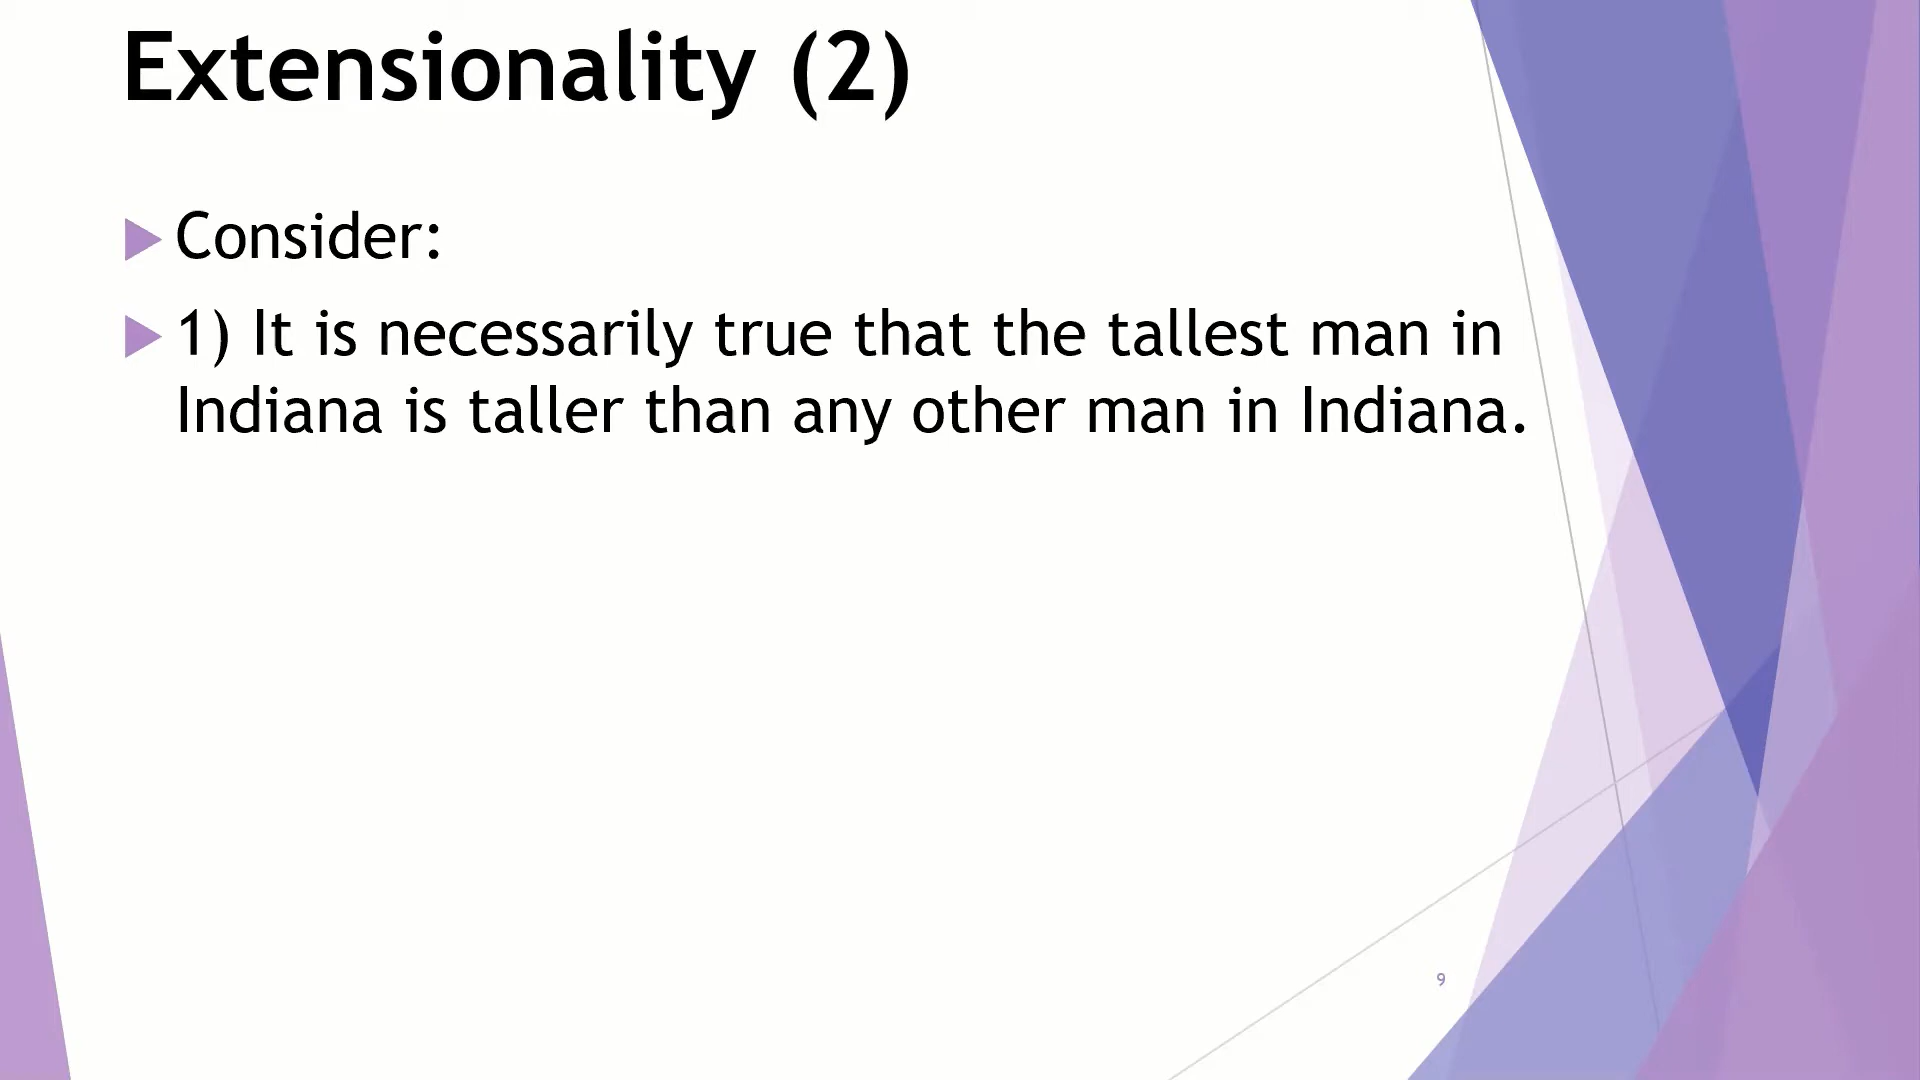 Extensionality (2)
Consider:
1) It is necessarily true that the tallest man in
Indiana is taller than any other man in Indiana.
9